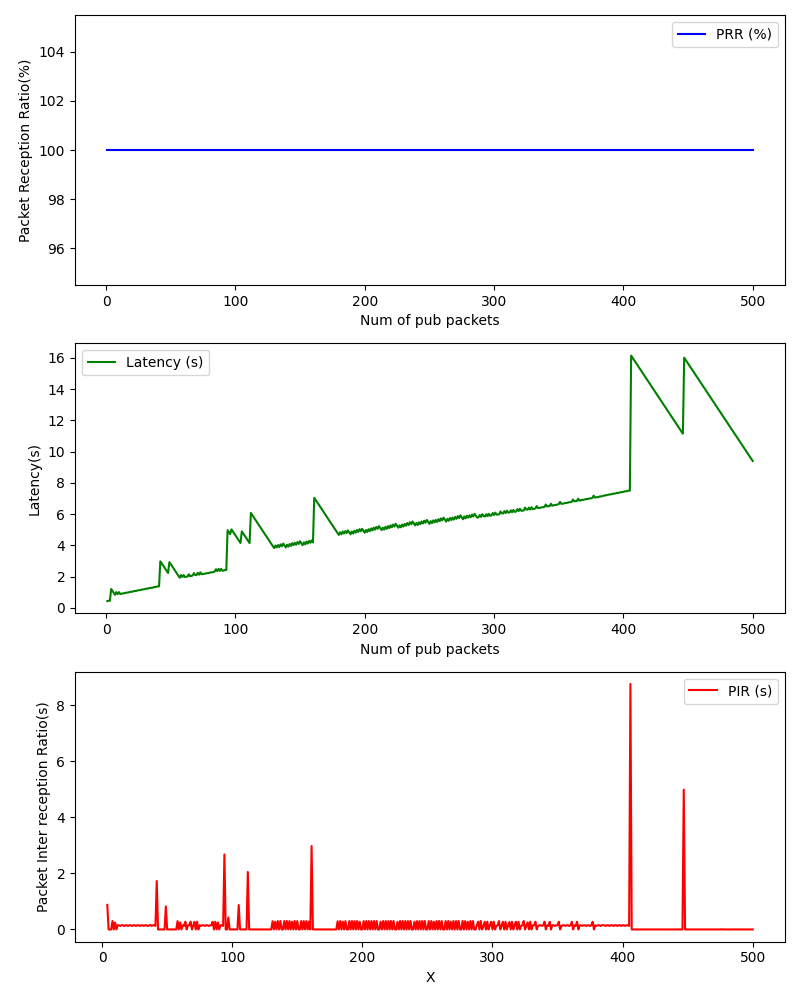 PRR (%)
104
102
100
98
96
Packet Reception Ratio(%)
0 100 200 300 400 500
Num of pub packets
Latency (s)
16
14
12
10
8
6
4
2
0
Latency(s)
0 100 200 300 400 500
Num of pub packets
PIR (s)
8
6
4
2
0
Packet Inter reception Ratio(s)
0 100 200 300 400 500
X